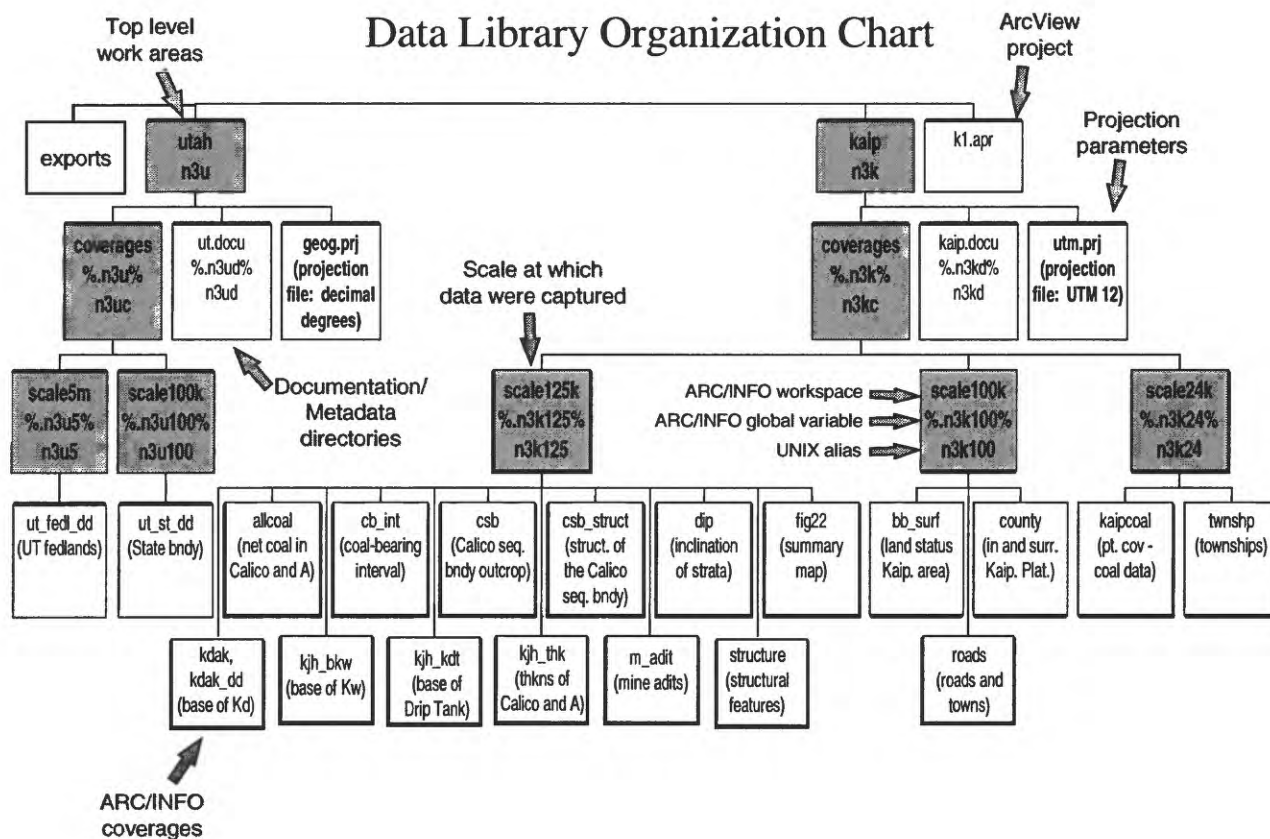 Data Library Organization Chart
Top level
work areas
ArcView
project
exports
utah
n3u
kaip
n3k
k1.apr
Projection
parameters
coverages
%.n3u%
n3uc
ut.docu
%.n3ud%
n3ud
geog.prj
(projection
file: decimal
degrees)
coverages
%.n3k%
n3kc
kaip.docu
%.n3kd%
n3kd
utm.prj
(projection
file: UTM 12)
Scale at which
data were captured
Documentation/
Metadata
directories
scale5m
%.n3u5%
n3u5
scale100k
%.n3u100%
n3u100
scale125k
%.n3k125%
n3k125
ARC/INFO workspace
ARC/INFO global variable
UNIX alias
scale100k
%.n3k100%
n3k100
scale24k
%.n3k24%
n3k24
ut_fedl_dd
(UT fedlands)
ut_st_dd
(State bndy)
allcoal
(net coal in
Calico and A)
cb_int
(coal-bearing
interval)
csb
(Calico seq.
bndy outcrop)
csb_struct
(struct. of
the Calico
seq. bndy)
dip
(inclination
of strata)
fig22
(summary
map)
bb_surf
(land status
Kaip. area)
county
(in and surr.
Kaip. Plat.)
kaipcoal
(pt. cov -
coal data)
twnshp
(townships)
kdak,
kdak_dd
(base of Kd)
kjh_bkw
(base of Kw)
kjh_kdt
(base of
Drip Tank)
kjh_thk
(thkns of
Calico and A)
m_adit
(mine adits)
structure
(structural
features)
roads
(roads and
towns)
ARC/INFO
coverages